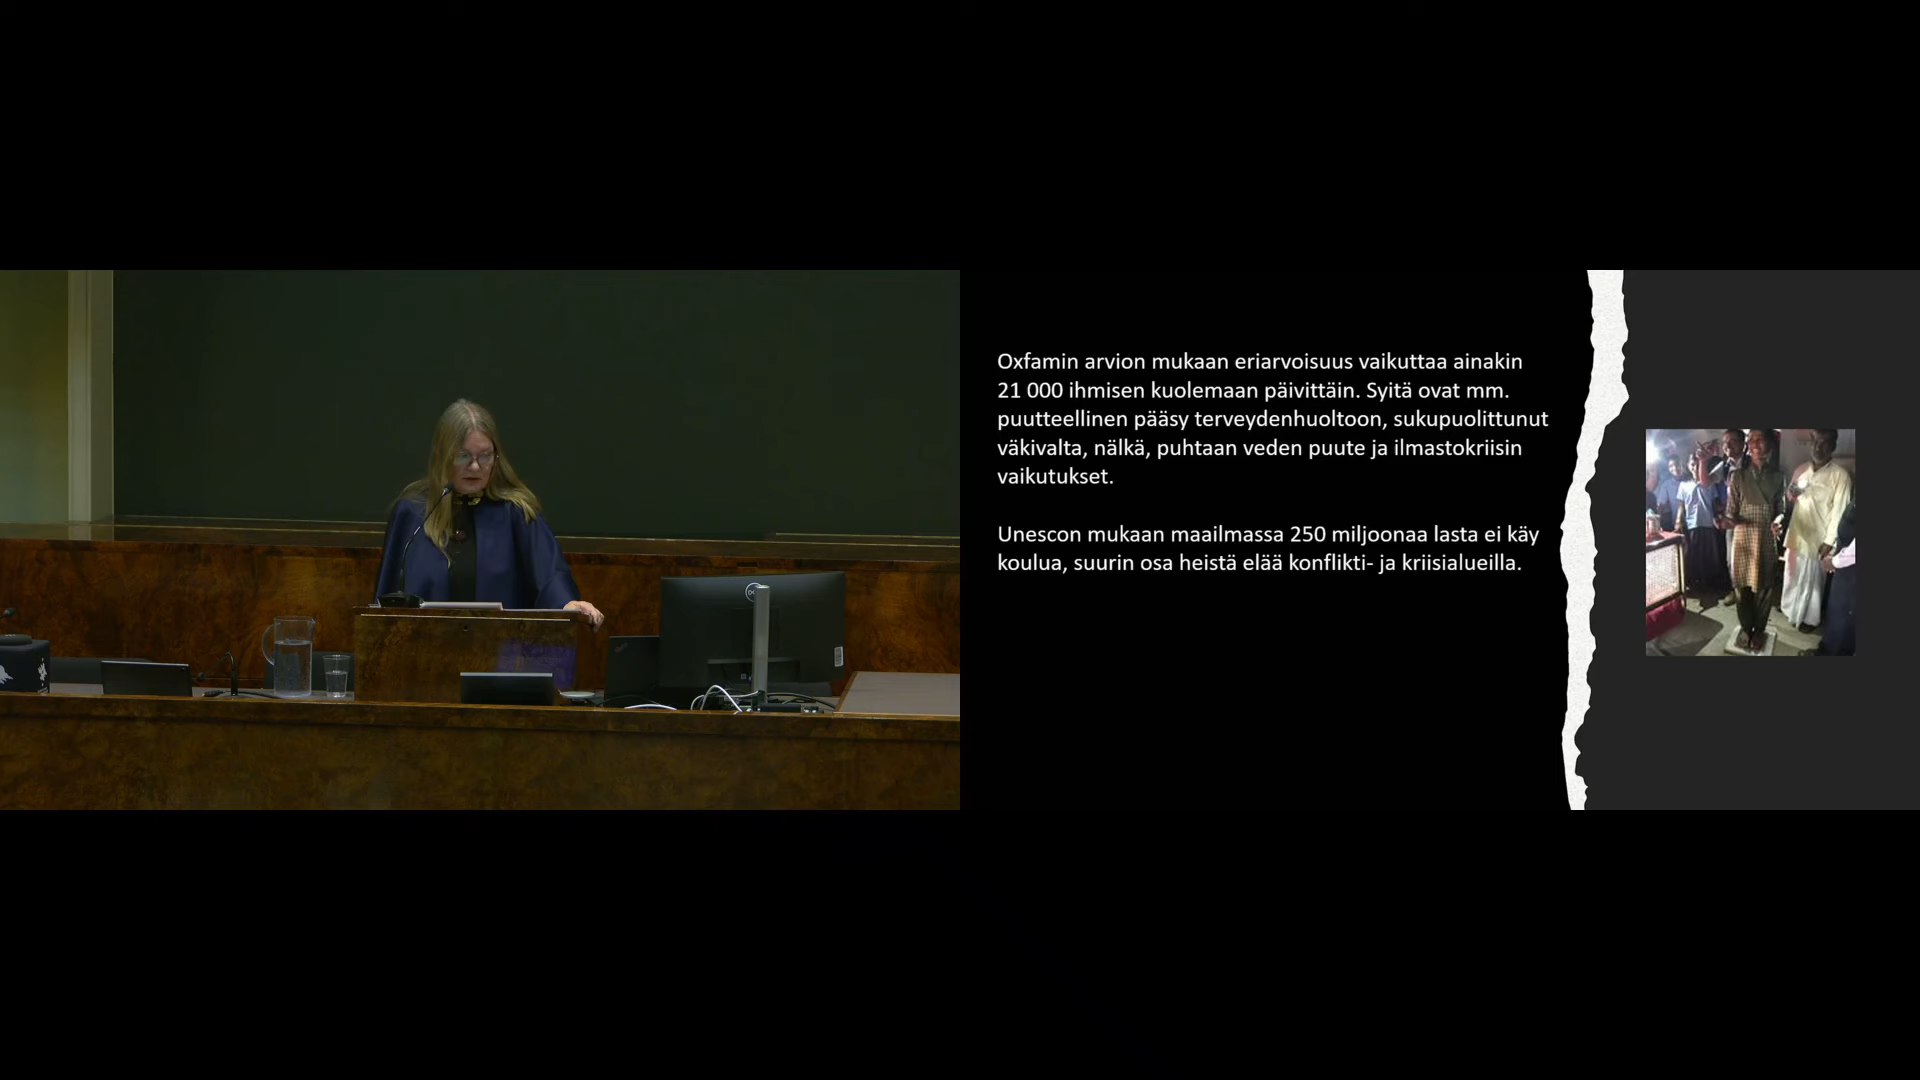 Oxfamin arvion mukaan eriarvoisuus vaikuttaa ainakin
21 000 ihmisen kuolemaan päivittäin. Syitä ovat mm.
puutteellinen pääsy terveydenhuoltoon, sukupuolittunut
väkivalta, nälkä, puhtaan veden puute ja ilmastokriisin
vaikutukset.
Unescon mukaan maailmassa 250 miljoonaa lasta ei käy
koulua, suurin osa heistä elää konflikti- ja kriisialueilla.